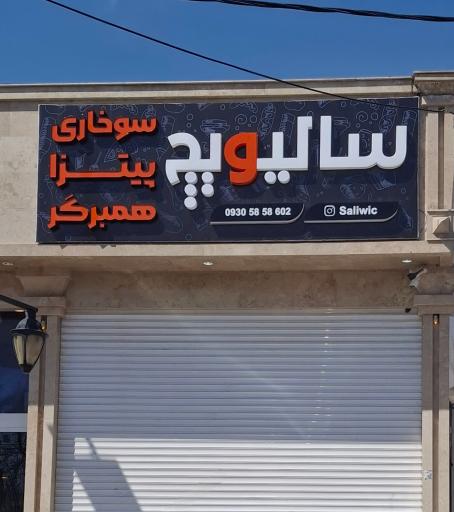 سالیویچ
سوخاری
پیتزا
همبرگر
0930 58 58 602
Saliwic